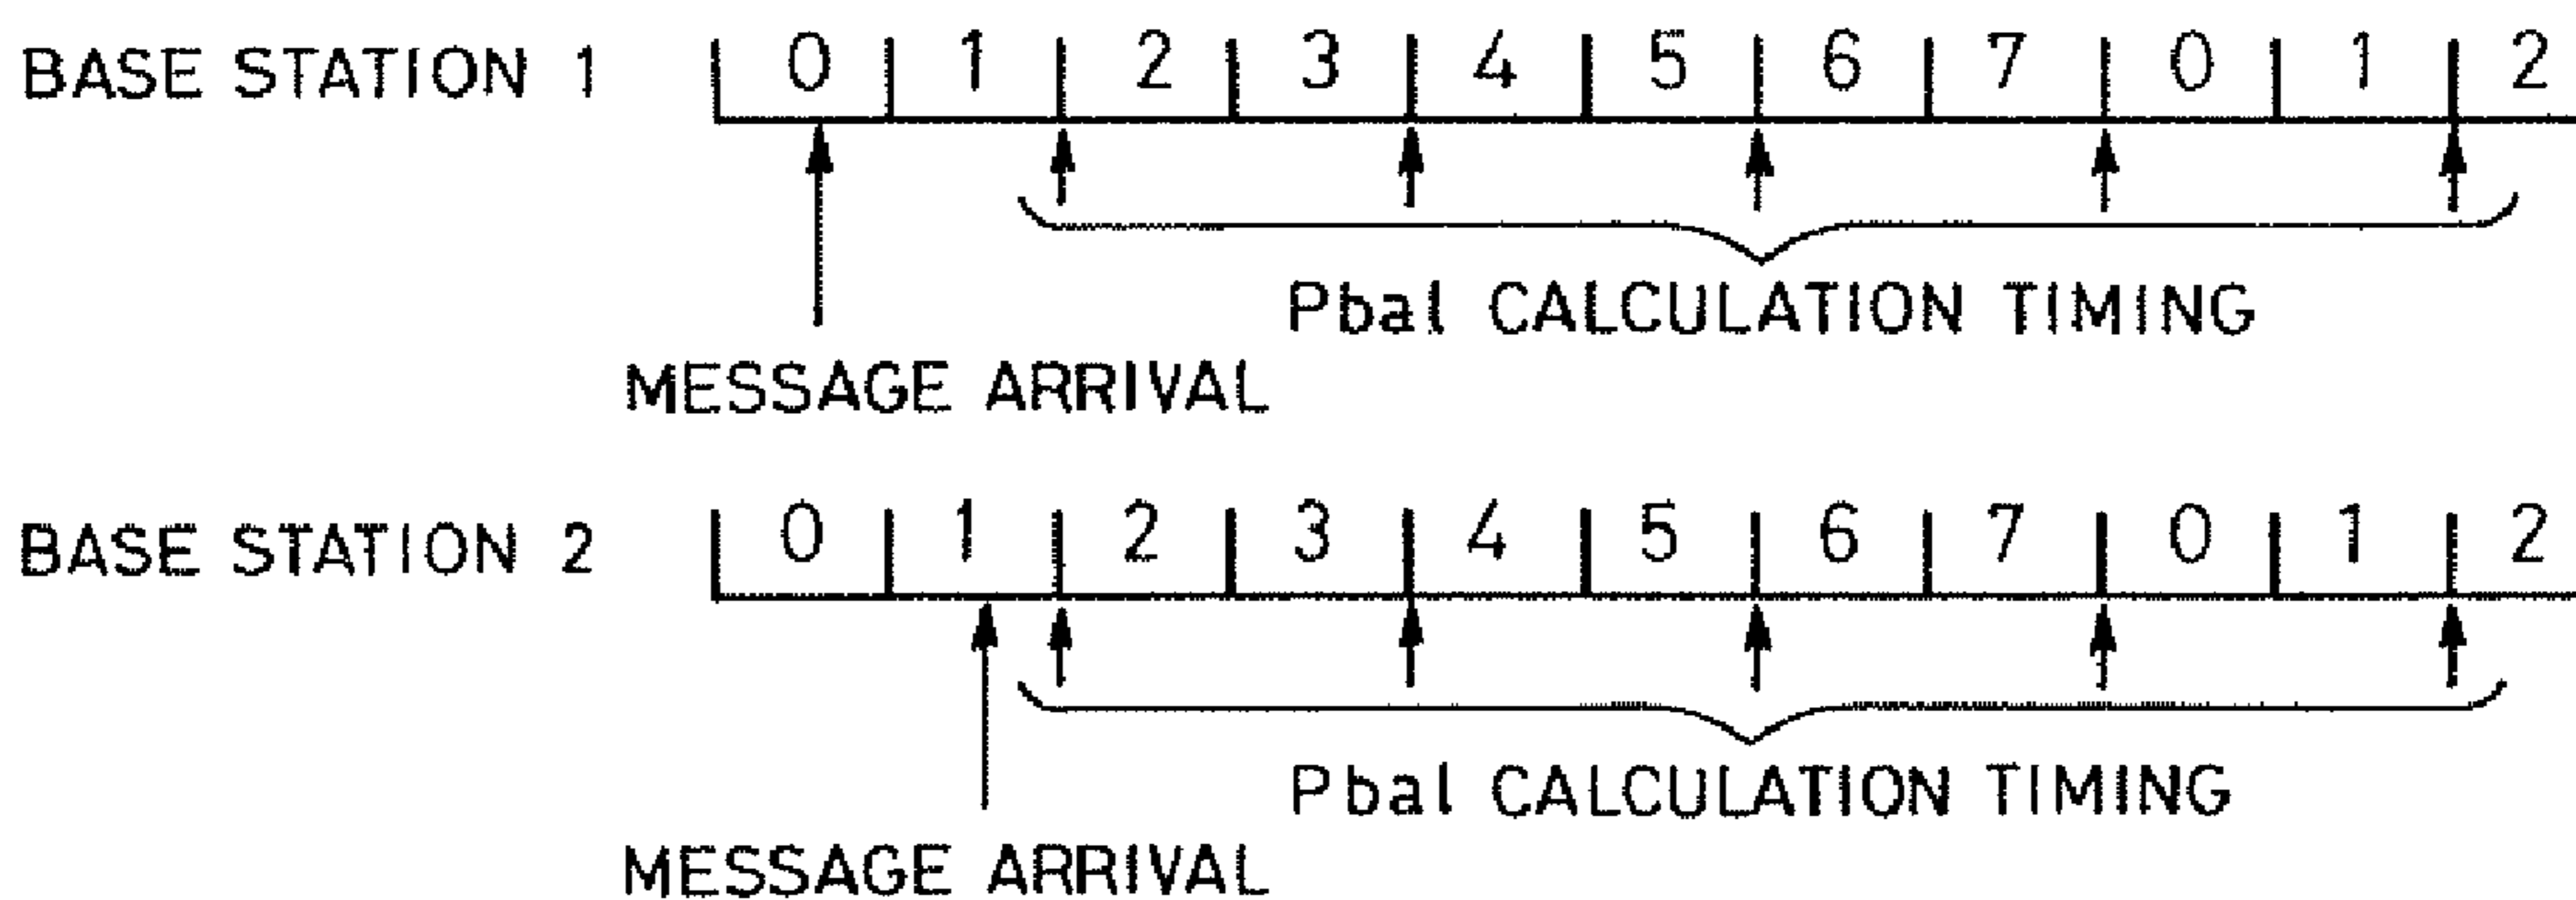 BASE STATION 1 0 1 2 3 4 5 6 7 0 1 2
Pbal CALCULATION TIMING
MESSAGE ARRIVAL
BASE STATION 2 0 1 2 3 4 5 6 7 0 1 2
Pbal CALCULATION TIMING
MESSAGE ARRIVAL